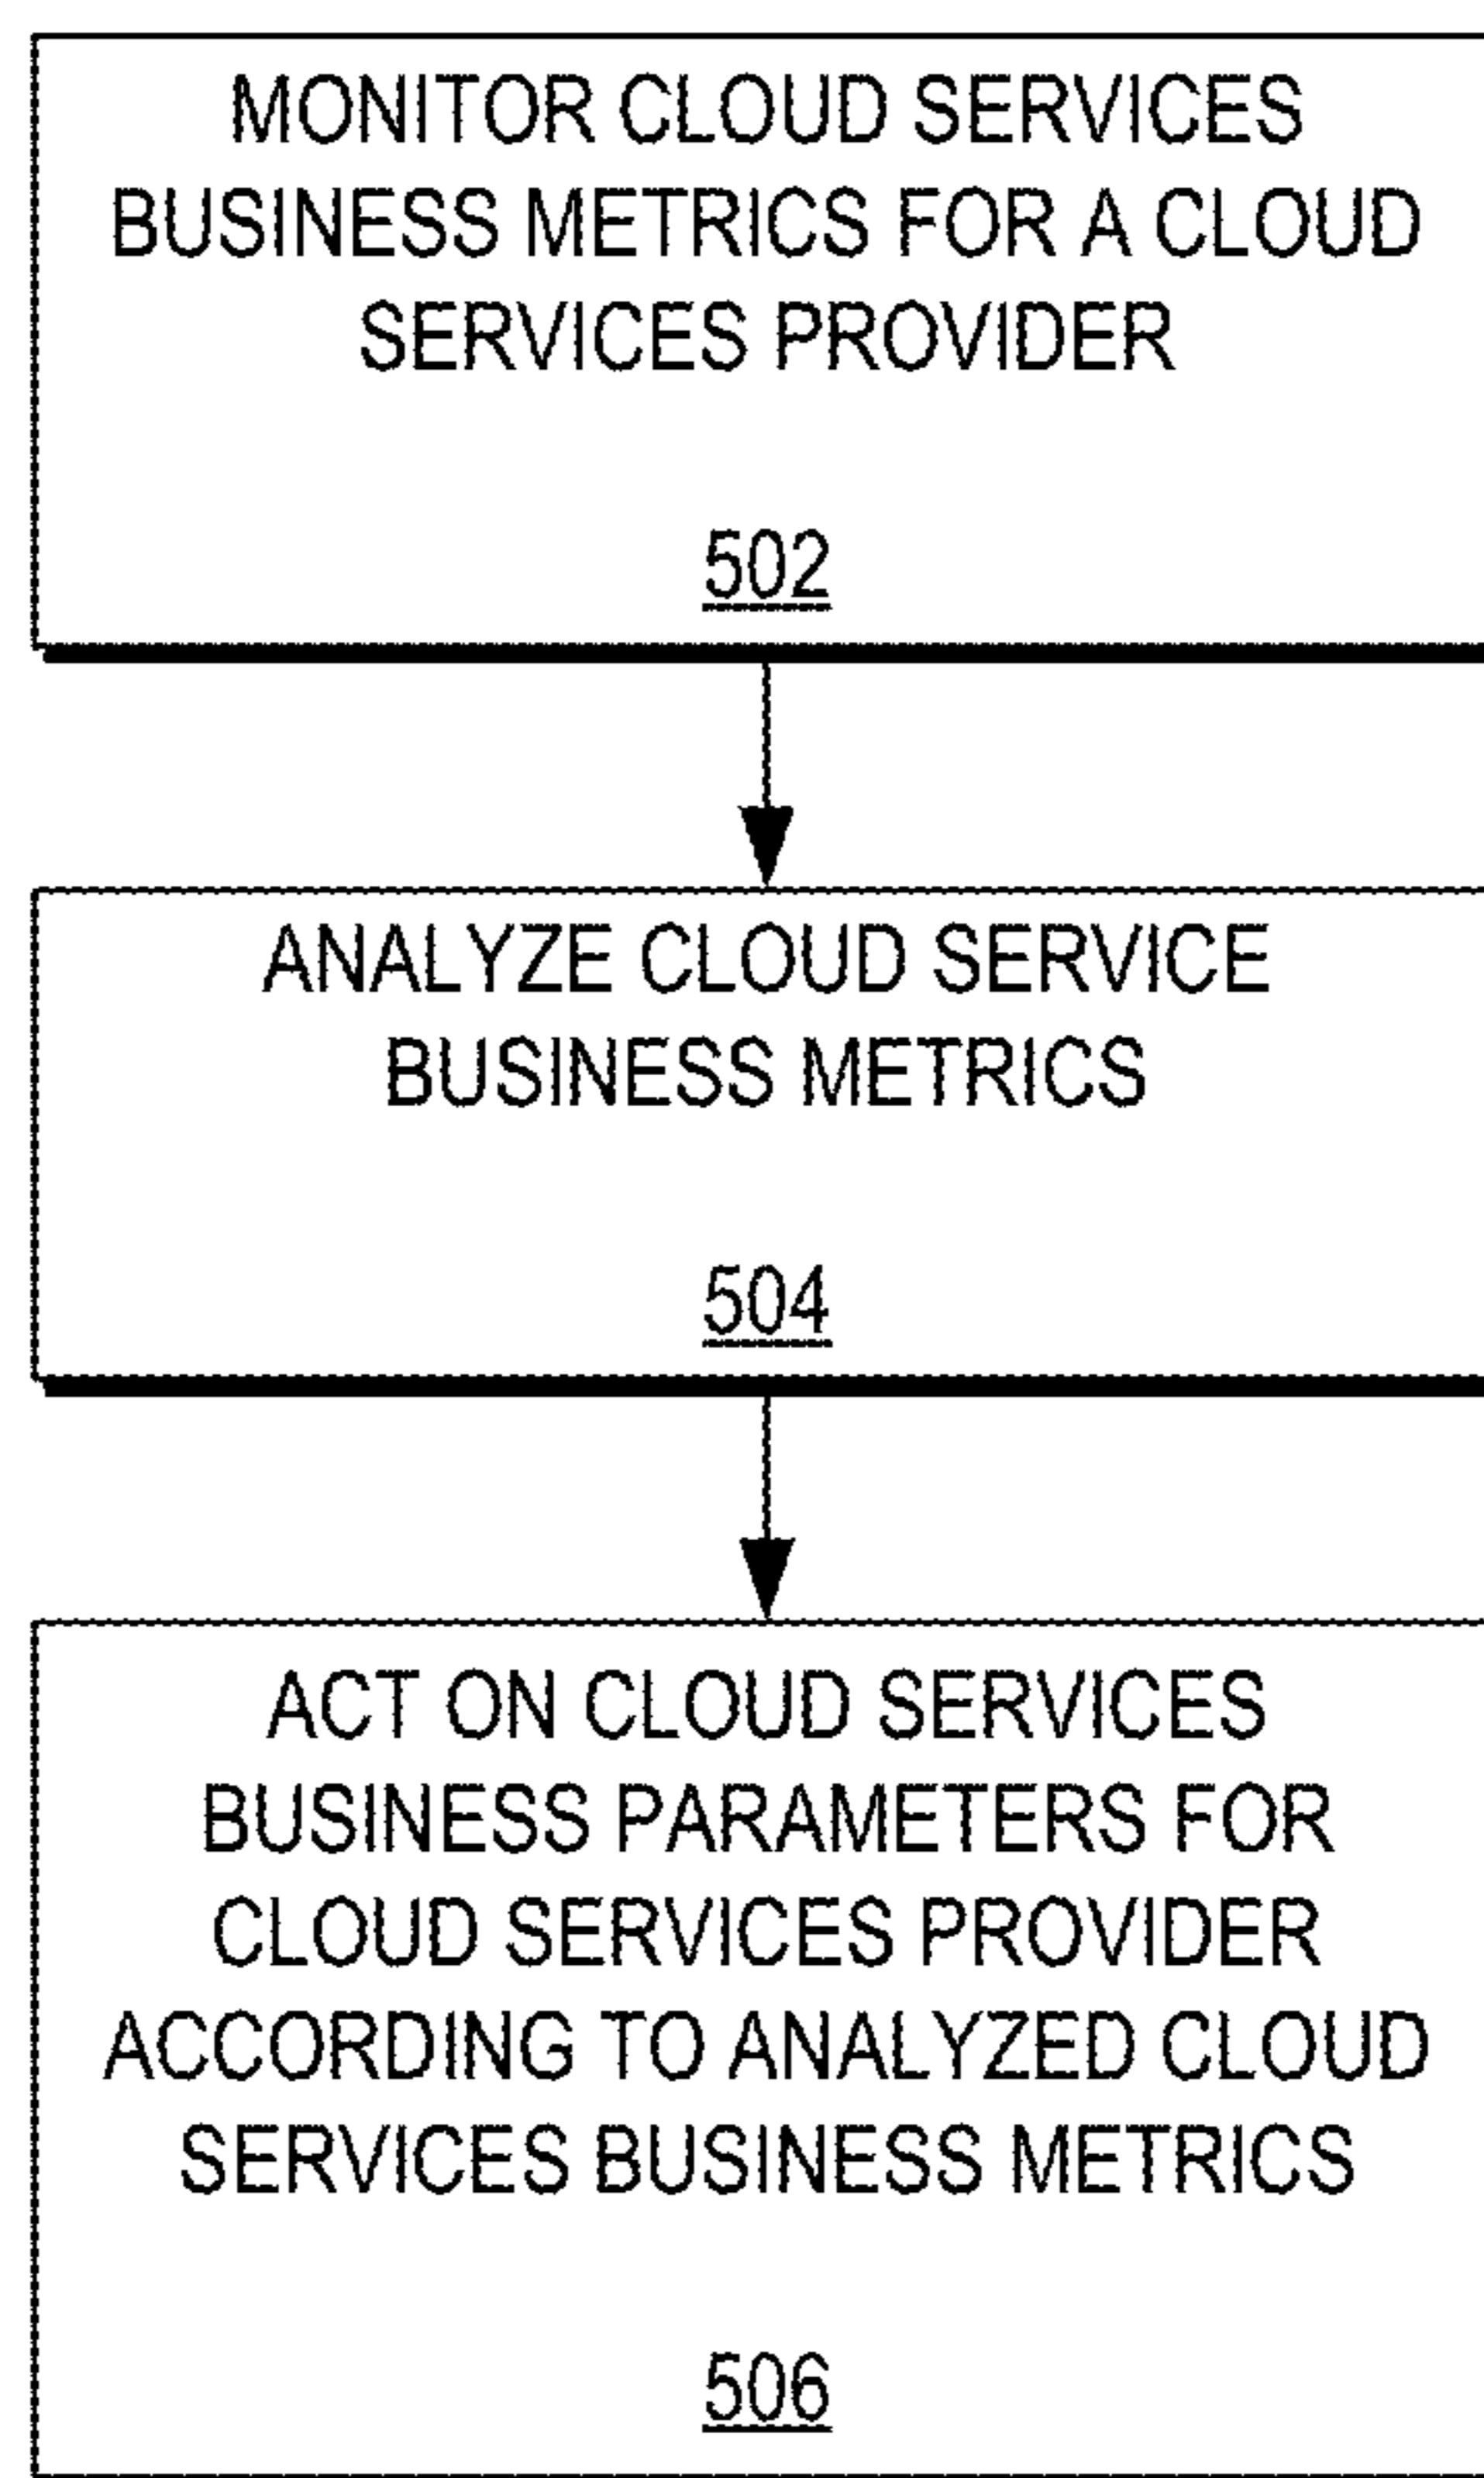 MONITOR CLOUD SERVICES
BUSINESS METRICS FOR A CLOUD
SERVICES PROVIDER
502
ANALYZE CLOUD SERVICE
BUSINESS METRICS
504
ACT ON CLOUD SERVICES
BUSINESS PARAMETERS FOR
CLOUD SERVICES PROVIDER
ACCORDING TO ANALYZED CLOUD
SERVICES BUSINESS METRICS
506